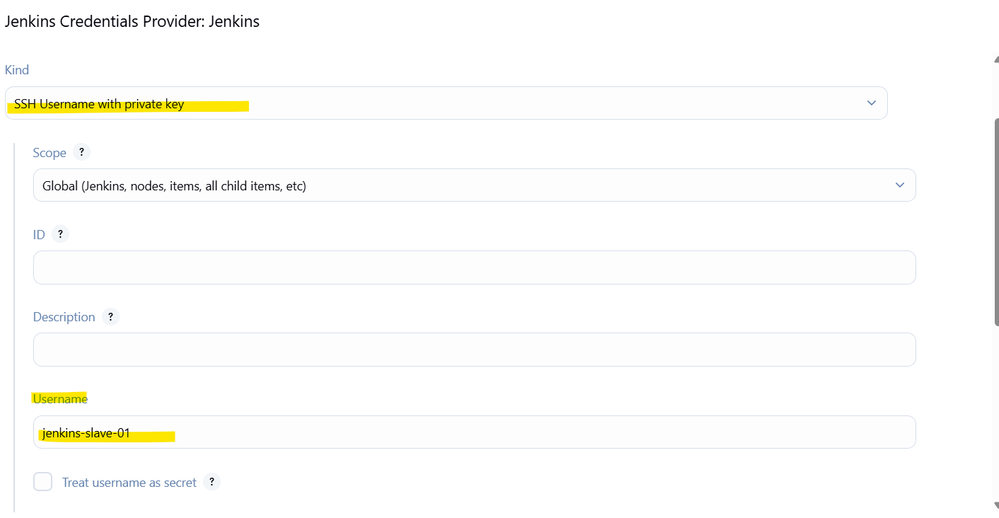 Jenkins Credentials Provider: Jenkins
Kind
SSH Username with private key
Scope ?
Global (Jenkins, nodes, items, all child items, etc)
ID ?
Description ?
Username
jenkins-slave-01
Treat username as secret ?